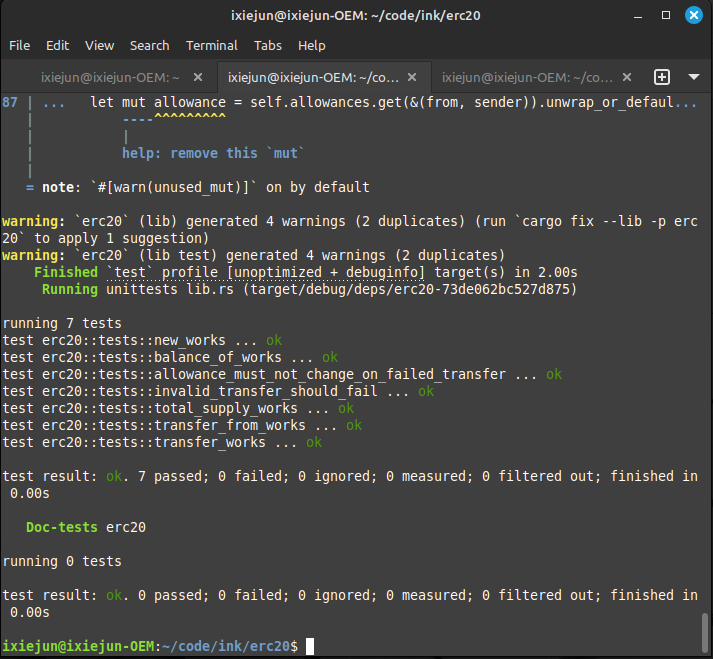 ixiejun@ixiejun-OEM: ~/code/ink/erc20
File Edit View Search Terminal Tabs Help
ixiejun@ixiejun-OEM: ~ × ixiejun@ixiejun-OEM: ~/co... × ixiejun@ixiejun-OEM: ~/co... ×
87 | ...   let mut allowance = self.allowances.get(&(from, sender)).unwrap_or_defaul...
   |           ----^^^^^^^^^
   |           |
   |           help: remove this `mut`
   |
   = note: `#[warn(unused_mut)]` on by default
warning: `erc20` (lib) generated 4 warnings (2 duplicates) (run `cargo fix --lib -p erc
20` to apply 1 suggestion)
warning: `erc20` (lib test) generated 4 warnings (2 duplicates)
    Finished `test` profile [unoptimized + debuginfo] target(s) in 2.00s
     Running unittests lib.rs (target/debug/deps/erc20-73de062bc527d875)
running 7 tests
test erc20::tests::new_works ... ok
test erc20::tests::balance_of_works ... ok
test erc20::tests::allowance_must_not_change_on_failed_transfer ... ok
test erc20::tests::invalid_transfer_should_fail ... ok
test erc20::tests::total_supply_works ... ok
test erc20::tests::transfer_from_works ... ok
test erc20::tests::transfer_works ... ok
test result: ok. 7 passed; 0 failed; 0 ignored; 0 measured; 0 filtered out; finished in
 0.00s
   Doc-tests erc20
running 0 tests
test result: ok. 0 passed; 0 failed; 0 ignored; 0 measured; 0 filtered out; finished in
 0.00s
ixiejun@ixiejun-OEM:~/code/ink/erc20$